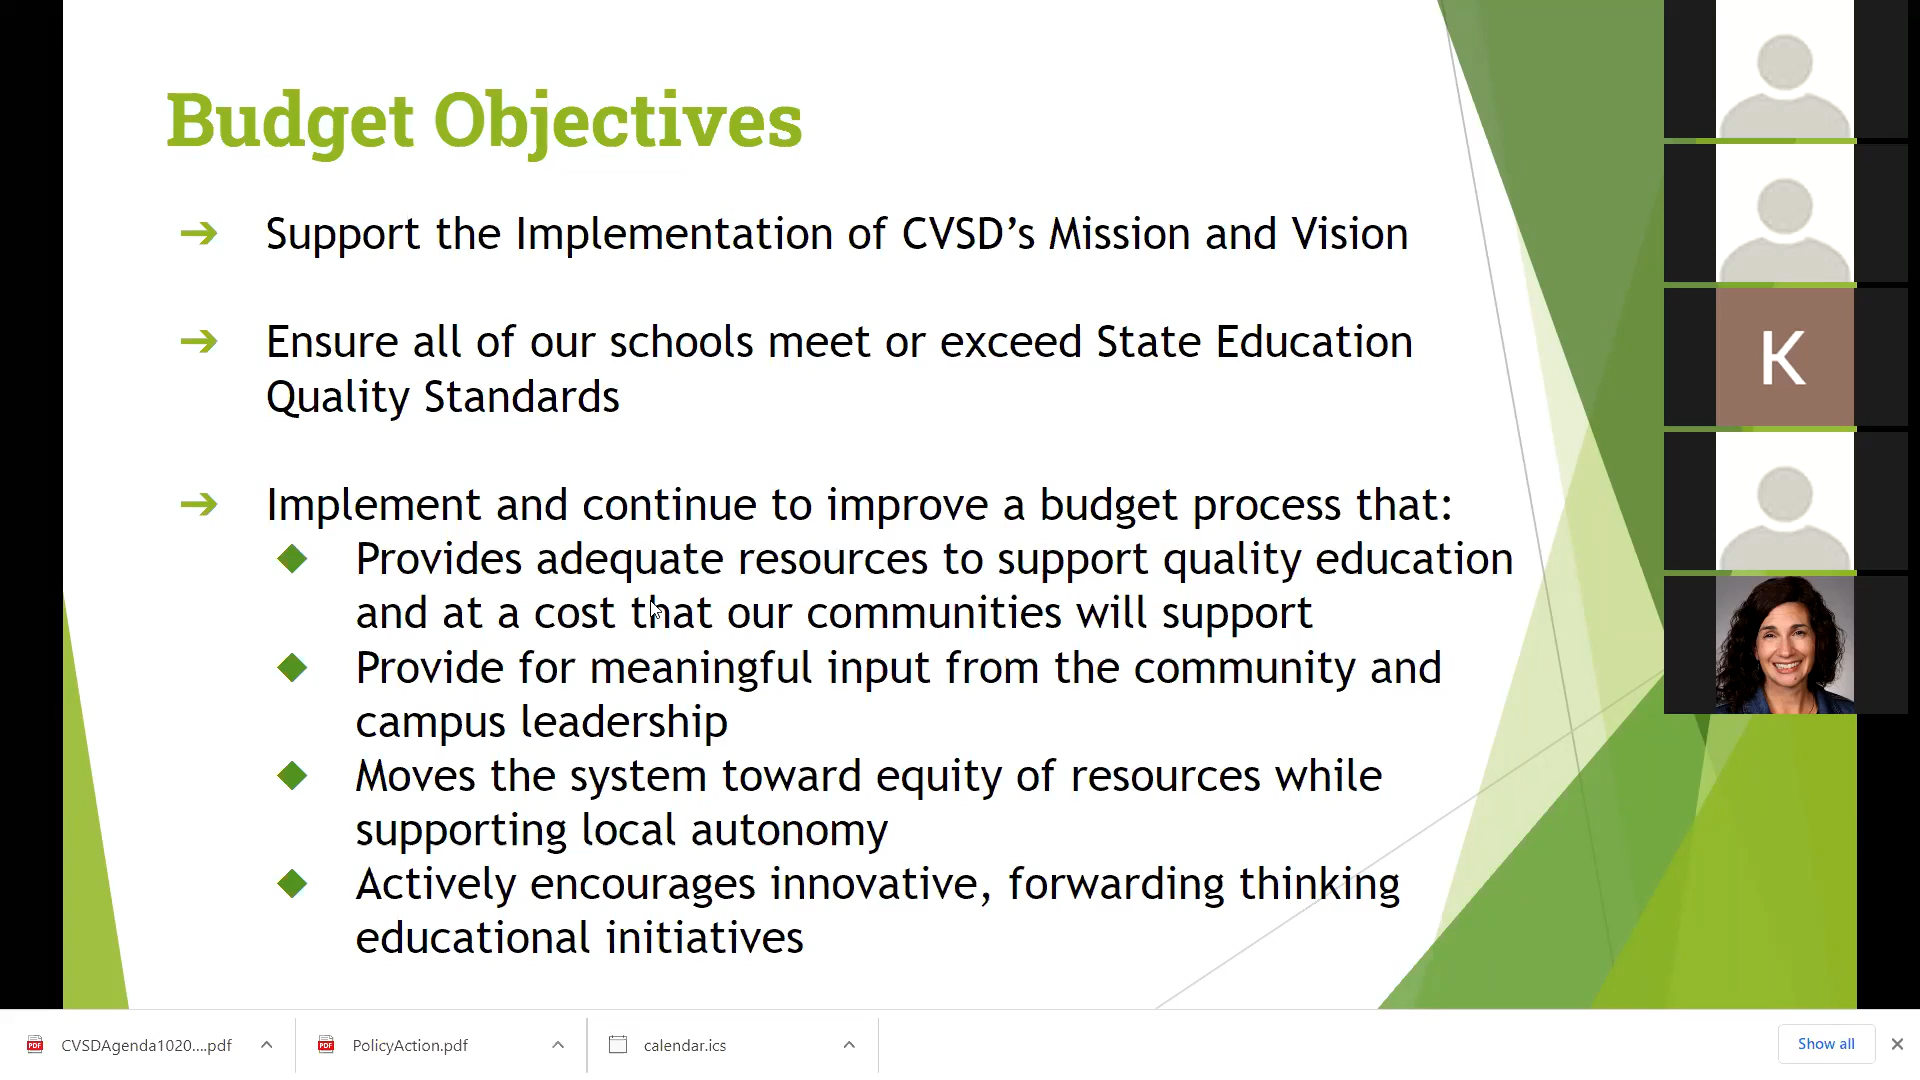 Budget Objectives
➔ Support the Implementation of CVSD’s Mission and Vision
➔ Ensure all of our schools meet or exceed State Education
Quality Standards
➔ Implement and continue to improve a budget process that:
◆ Provides adequate resources to support quality education
and at a cost that our communities will support
◆ Provide for meaningful input from the community and
campus leadership
◆ Moves the system toward equity of resources while
supporting local autonomy
◆ Actively encourages innovative, forwarding thinking
educational initiatives
K
CVSDAgenda1020....pdf
PolicyAction.pdf
calendar.ics
Show all